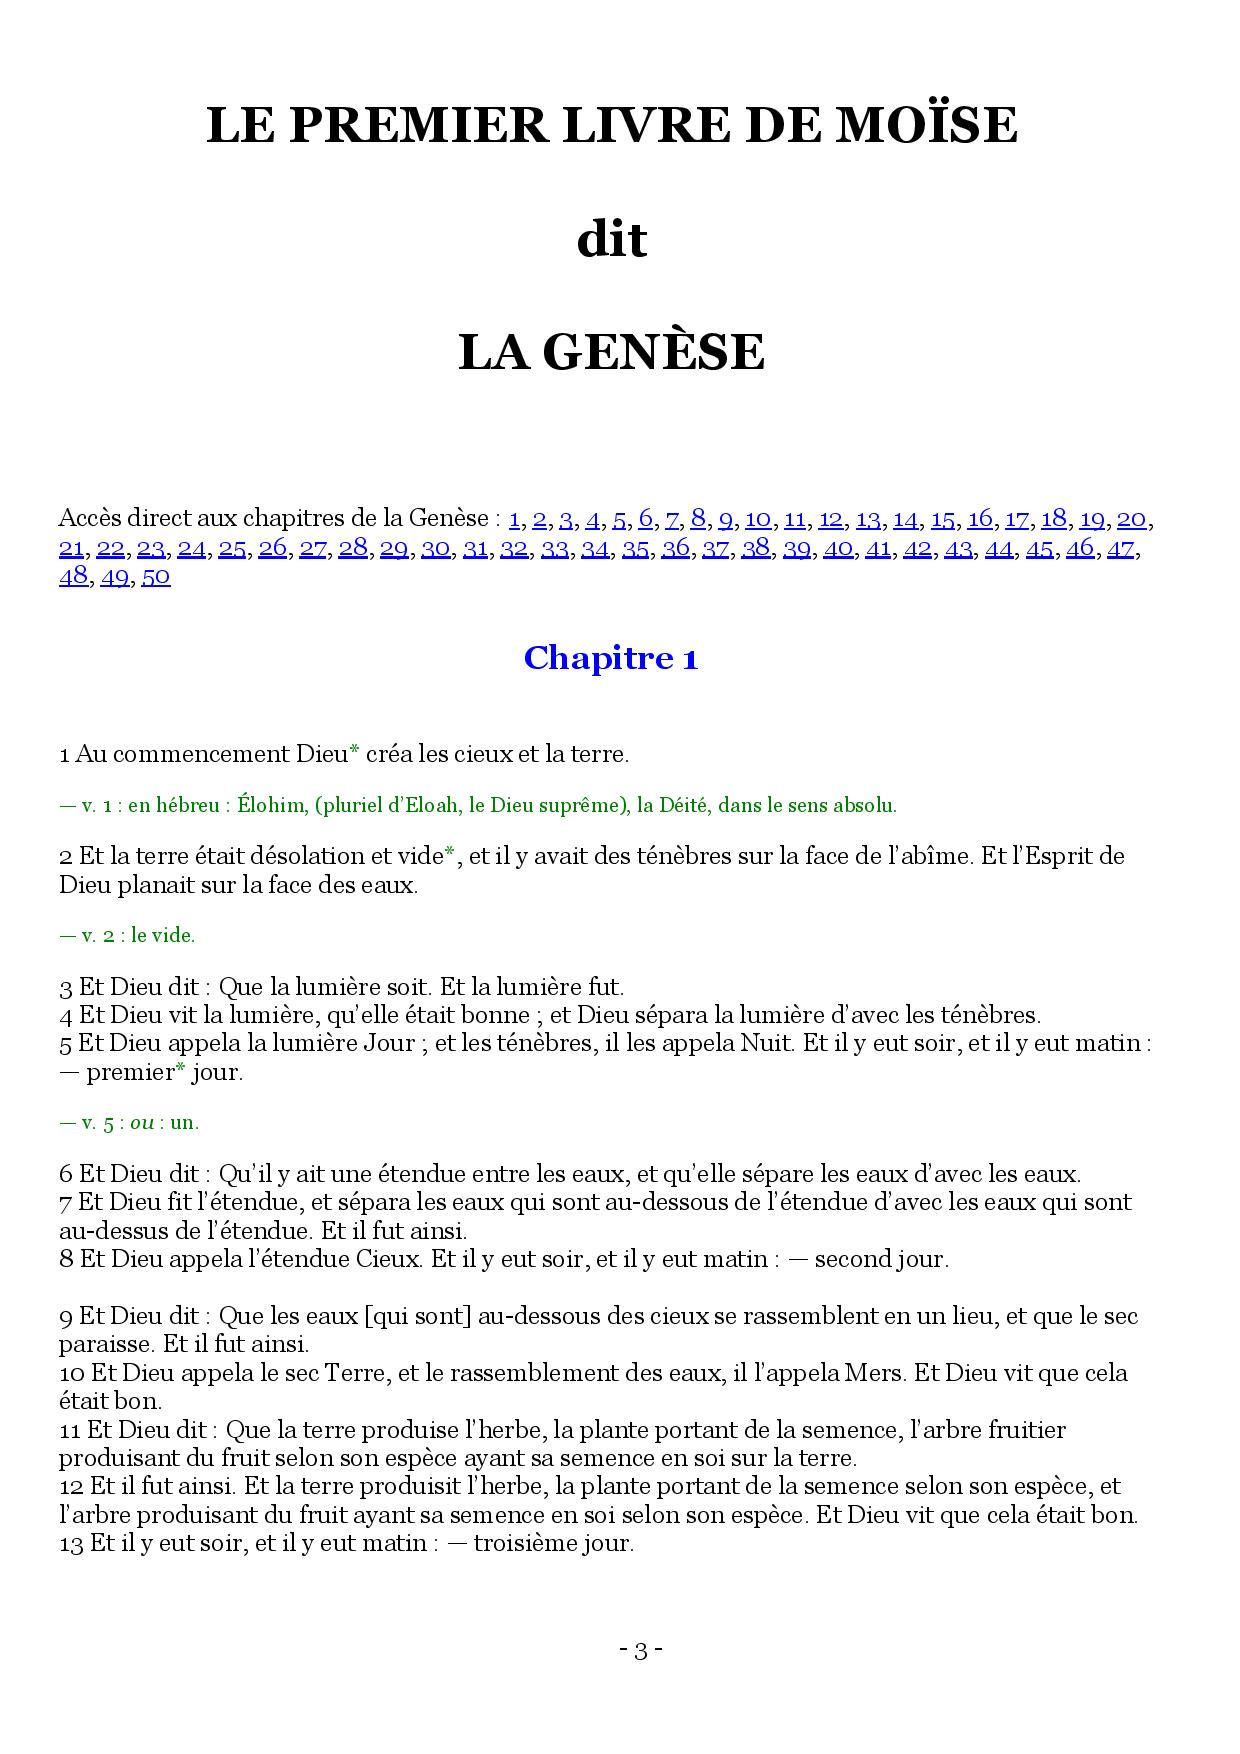 LE PREMIER LIVRE DE MOÏSE
dit
LA GENÈSE
Accès direct aux chapitres de la Genèse : 1, 2, 3, 4, 5, 6, 7, 8, 9, 10, 11, 12, 13, 14, 15, 16, 17, 18, 19, 20,
21, 22, 23, 24, 25, 26, 27, 28, 29, 30, 31, 32, 33, 34, 35, 36, 37, 38, 39, 40, 41, 42, 43, 44, 45, 46, 47,
48, 49, 50
Chapitre 1
1 Au commencement Dieu* créa les cieux et la terre.
— v. 1 : en hébreu : Élohim, (pluriel d’Eloah, le Dieu suprême), la Déité, dans le sens absolu.
2 Et la terre était désolation et vide*, et il y avait des ténèbres sur la face de l’abîme. Et l’Esprit de
Dieu planait sur la face des eaux.
— v. 2 : le vide.
3 Et Dieu dit : Que la lumière soit. Et la lumière fut.
4 Et Dieu vit la lumière, qu’elle était bonne ; et Dieu sépara la lumière d’avec les ténèbres.
5 Et Dieu appela la lumière Jour ; et les ténèbres, il les appela Nuit. Et il y eut soir, et il y eut matin :
— premier* jour.
— v. 5 : ou : un.
6 Et Dieu dit : Qu’il y ait une étendue entre les eaux, et qu’elle sépare les eaux d’avec les eaux.
7 Et Dieu fit l’étendue, et sépara les eaux qui sont au-dessous de l’étendue d’avec les eaux qui sont
au-dessus de l’étendue. Et il fut ainsi.
8 Et Dieu appela l’étendue Cieux. Et il y eut soir, et il y eut matin : — second jour.
9 Et Dieu dit : Que les eaux [qui sont] au-dessous des cieux se rassemblent en un lieu, et que le sec
paraisse. Et il fut ainsi.
10 Et Dieu appela le sec Terre, et le rassemblement des eaux, il l’appela Mers. Et Dieu vit que cela
était bon.
11 Et Dieu dit : Que la terre produise l’herbe, la plante portant de la semence, l’arbre fruitier
produisant du fruit selon son espèce ayant sa semence en soi sur la terre.
12 Et il fut ainsi. Et la terre produisit l’herbe, la plante portant de la semence selon son espèce, et
l’arbre produisant du fruit ayant sa semence en soi selon son espèce. Et Dieu vit que cela était bon.
13 Et il y eut soir, et il y eut matin : — troisième jour.
- 3 -